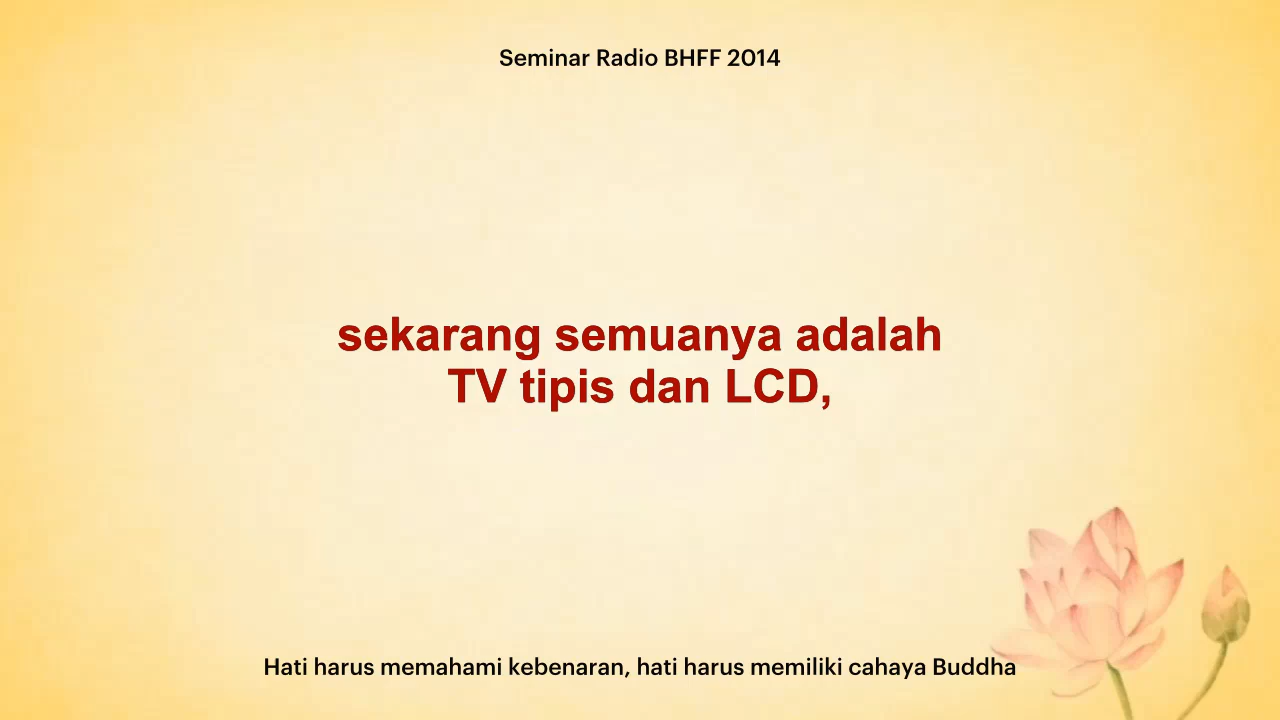 Seminar Radio BHFF 2014
sekarang semuanya adalah
TV tipis dan LCD,
Hati harus memahami kebenaran, hati harus memiliki cahaya Buddha